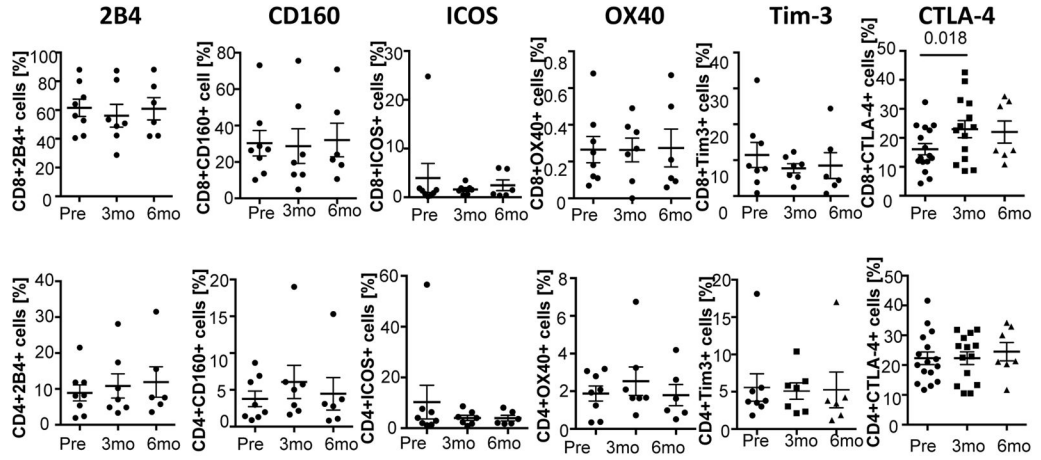 2B4 CD160 ICOS OX40 Tim-3 CTLA-4
CD8+2B4+ cells [%]
100
80
60
40
20
0
Pre 3mo 6mo
CD8+CD160+ cell [%]
80
60
40
20
0
Pre 3mo 6mo
CD8+ICOS+ cells [%]
30
20
10
0
Pre 3mo 6mo
CD8+OX40+ cells [%]
0.8
0.6
0.4
0.2
0
Pre 3mo 6mo
CD8+Tim3+ cells [%]
40
30
20
10
0
Pre 3mo 6mo
CD8+CTLA-4+ cells [%]
50
40
30
20
10
0
0.018
Pre 3mo 6mo
CD4+2B4+ cells [%]
40
30
20
10
0
Pre 3mo 6mo
CD4+CD160+ cells [%]
20
15
10
5
0
Pre 3mo 6mo
CD4+ICOS+ cells [%]
60
40
20
0
Pre 3mo 6mo
CD4+OX40+ cells [%]
8
6
4
2
0
Pre 3mo 6mo
CD4+Tim3+ cells [%]
20
15
10
5
0
Pre 3mo 6mo
CD4+CTLA-4+ cells [%]
50
40
30
20
10
0
Pre 3mo 6mo